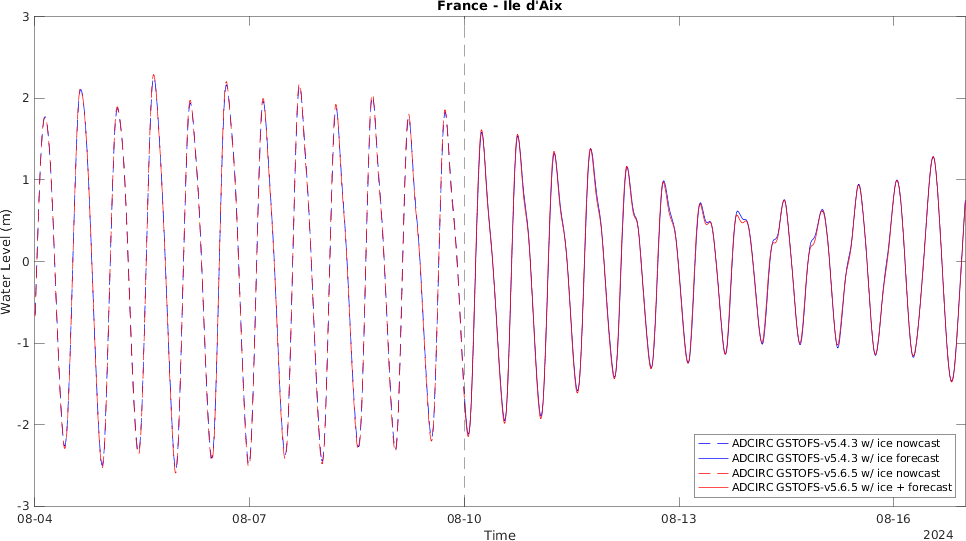 France - Ile d'Aix
3
2
1
0
-1
-2
-3
Water Level (m)
08-04
08-07
08-10
08-13
08-16
Time
2024
ADCIRC GSTOFS-v5.4.3 w/ ice nowcast
ADCIRC GSTOFS-v5.4.3 w/ ice forecast
ADCIRC GSTOFS-v5.6.5 w/ ice nowcast
ADCIRC GSTOFS-v5.6.5 w/ ice + forecast